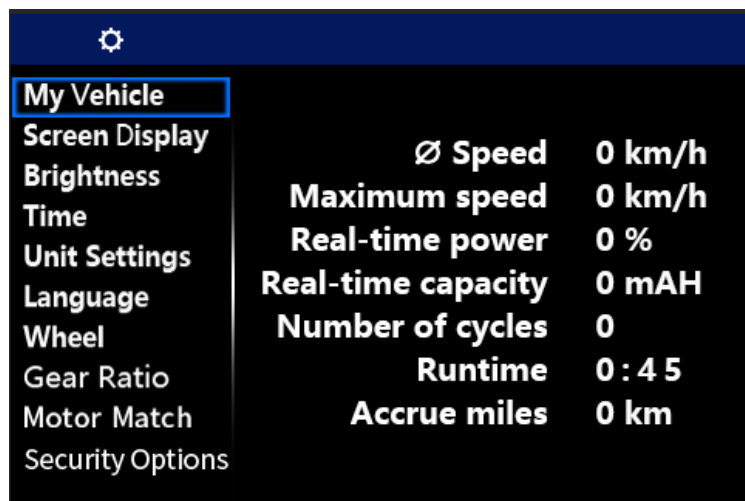 My Vehicle
Screen Display
Brightness
Time
Unit Settings
Language
Wheel
Gear Ratio
Motor Match
Security Options
Ø Speed 0 km/h
Maximum speed 0 km/h
Real-time power 0 %
Real-time capacity 0 mAH
Number of cycles 0
Runtime 0:45
Accrue miles 0 km